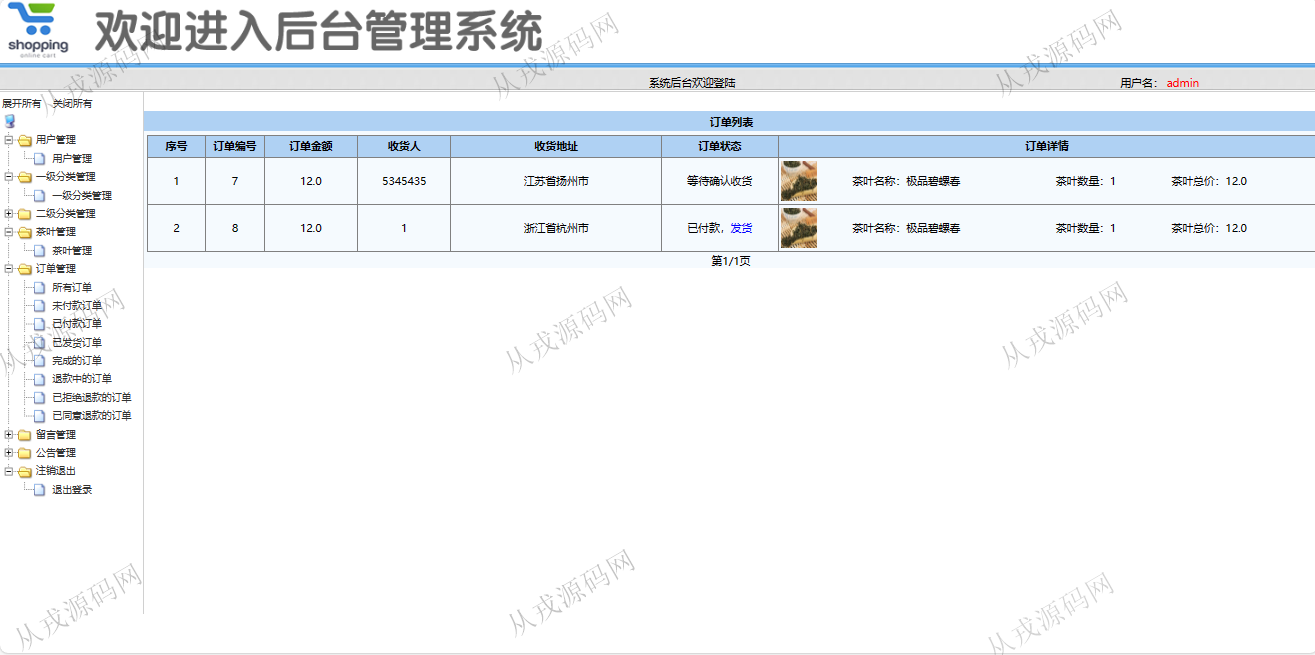 shopping
online cart
欢迎进入后台管理系统
系统后台欢迎登陆
用户名： admin
展开所有 关闭所有
用户管理
用户管理
一级分类管理
一级分类管理
二级分类管理
茶叶管理
茶叶管理
订单管理
所有订单
未付款订单
已付款订单
已发货订单
完成的订单
退款中的订单
已拒绝退款的订单
已同意退款的订单
留言管理
公告管理
注销退出
退出登录
订单列表
序号 订单编号 订单金额 收货人 收货地址 订单状态 订单详情
1 7 12.0 5345435 江苏省扬州市 等待确认收货 茶叶名称：极品碧螺春 茶叶数量：1 茶叶总价：12.0
2 8 12.0 1 浙江省杭州市 已付款，发货 茶叶名称：极品碧螺春 茶叶数量：1 茶叶总价：12.0
第1/1页
从戎源码网
从戎源码网
从戎源码网
从戎源码网
从戎源码网
从戎源码网
从戎源码网
从戎源码网
从戎源码网